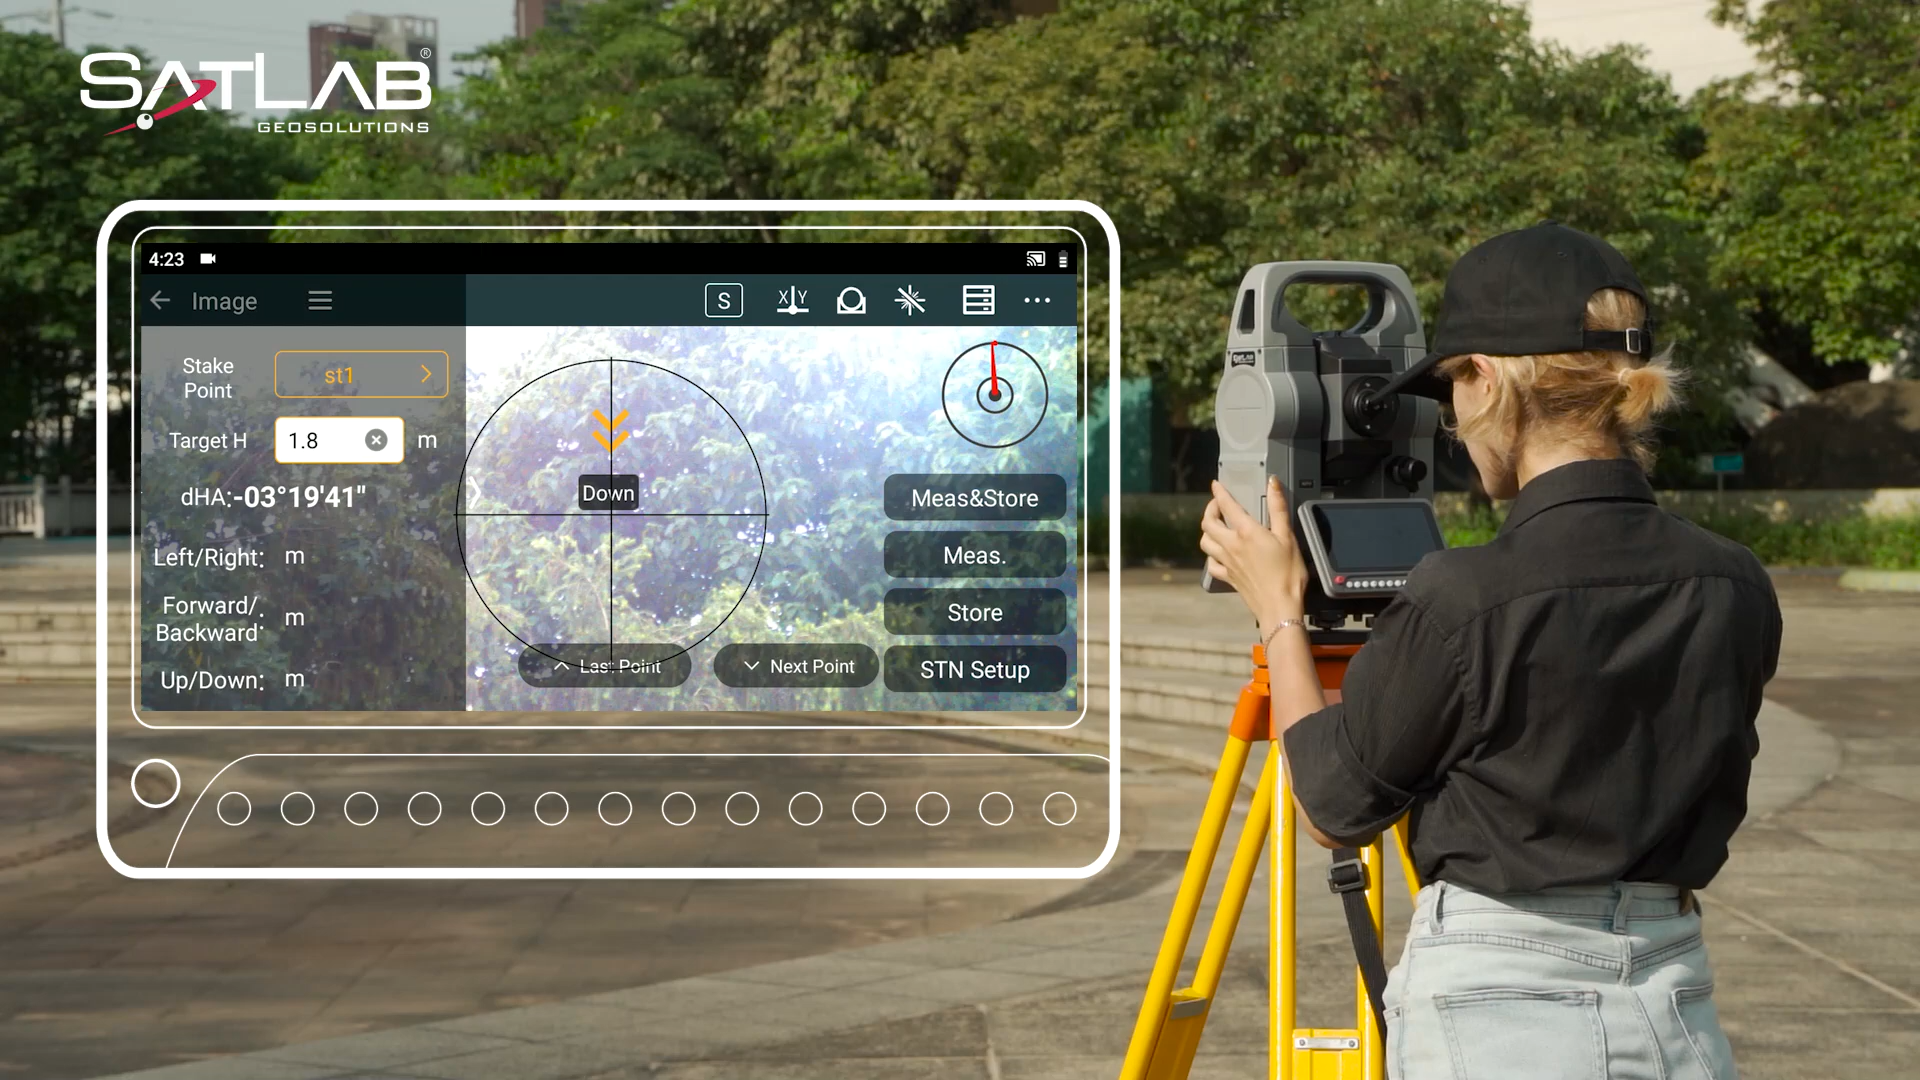 SATLAB®
GEOSOLUTIONS
4:23
Image
S
X Y
Stake
Point
st1
Target H
1.8
m
dHA:-03°19'41"
Down
Left/Right:
m
Forward/
Backward:
m
Up/Down:
m
Meas&Store
Meas.
Store
STN Setup
Last Point
Next Point
SatLab